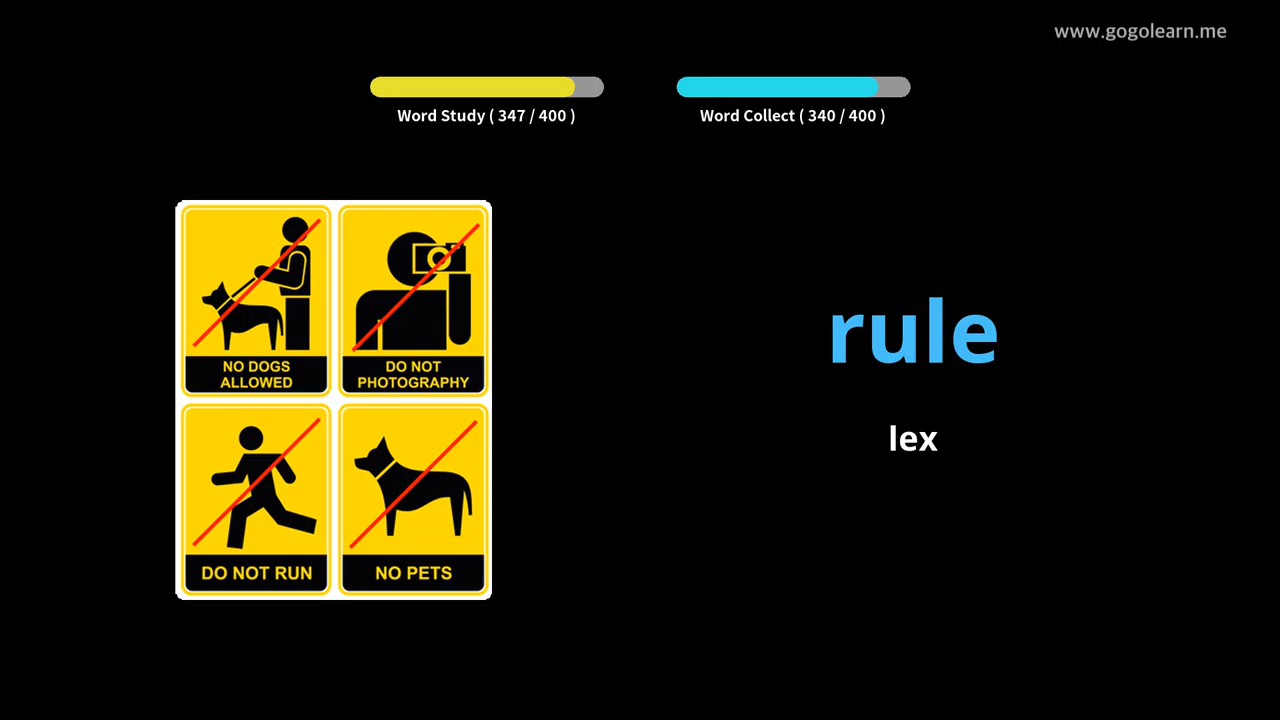 www.gogolearn.me
Word Study ( 347 / 400 )
Word Collect ( 340 / 400 )
NO DOGS
ALLOWED
DO NOT
PHOTOGRAPHY
DO NOT RUN
NO PETS
rule
lex